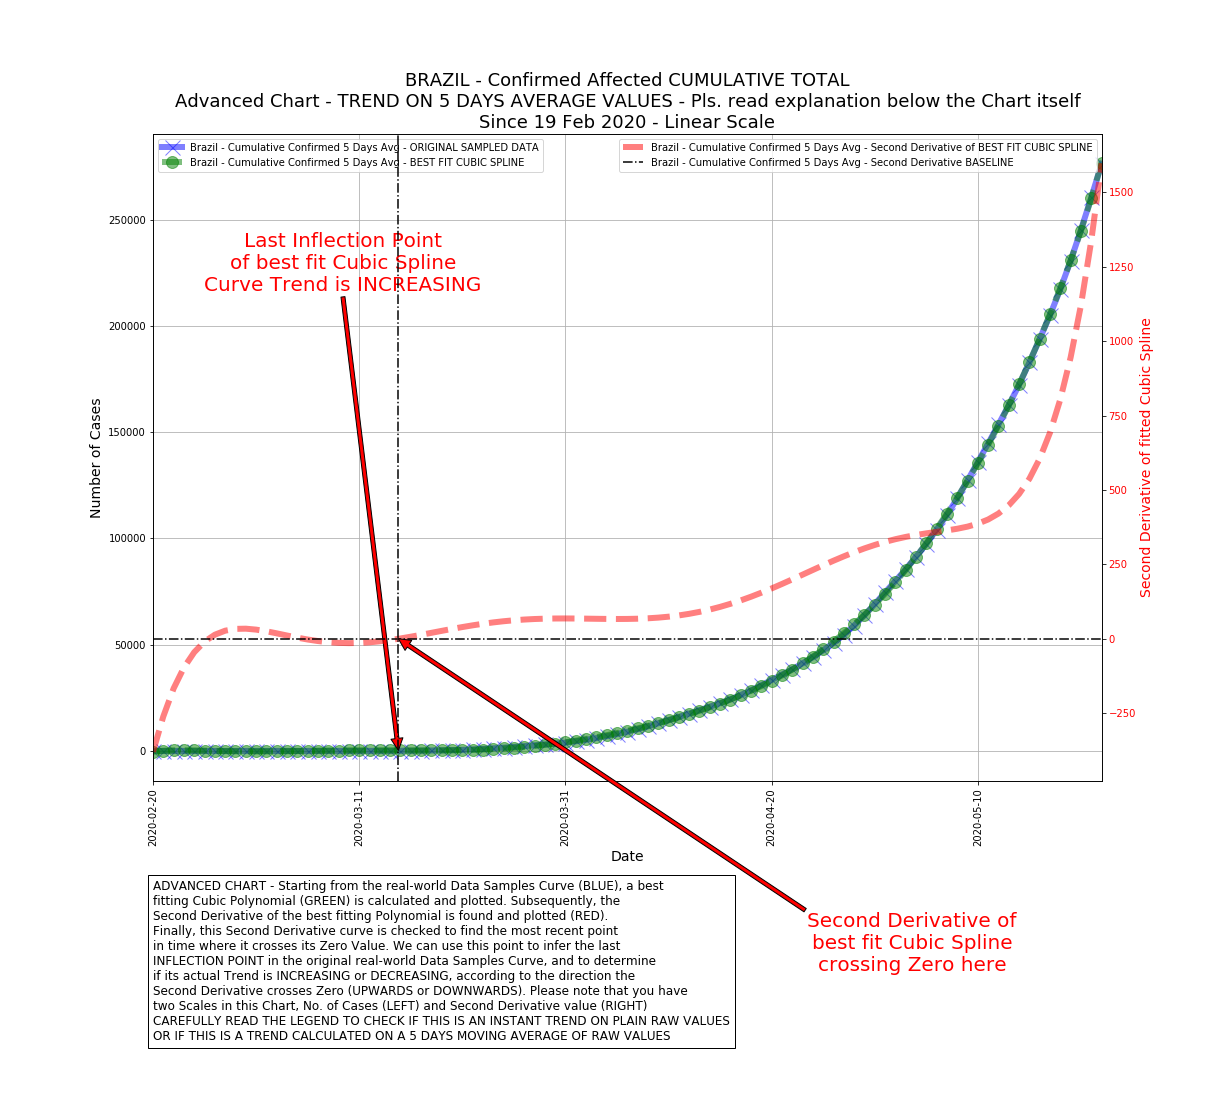 BRAZIL - Confirmed Affected CUMULATIVE TOTAL
Advanced Chart - TREND ON 5 DAYS AVERAGE VALUES - Pls. read explanation below the Chart itself
Since 19 Feb 2020 - Linear Scale
Brazil - Cumulative Confirmed 5 Days Avg - ORIGINAL SAMPLED DATA
Brazil - Cumulative Confirmed 5 Days Avg - BEST FIT CUBIC SPLINE
Brazil - Cumulative Confirmed 5 Days Avg - Second Derivative of BEST FIT CUBIC SPLINE
Brazil - Cumulative Confirmed 5 Days Avg - Second Derivative BASELINE
Last Inflection Point
of best fit Cubic Spline
Curve Trend is INCREASING
Number of Cases
250000
200000
150000
100000
50000
0
1500
1250
1000
750
500
250
0
−250
Second Derivative of fitted Cubic Spline
2020-02-20
2020-03-11
2020-03-31
2020-04-20
2020-05-10
Date
ADVANCED CHART - Starting from the real-world Data Samples Curve (BLUE), a best
fitting Cubic Polynomial (GREEN) is calculated and plotted. Subsequently, the
Second Derivative of the best fitting Polynomial is found and plotted (RED).
Finally, this Second Derivative curve is checked to find the most recent point
in time where it crosses its Zero Value. We can use this point to infer the last
INFLECTION POINT in the original real-world Data Samples Curve, and to determine
if its actual Trend is INCREASING or DECREASING, according to the direction the
Second Derivative crosses Zero (UPWARDS or DOWNWARDS). Please note that you have
two Scales in this Chart, No. of Cases (LEFT) and Second Derivative value (RIGHT)
CAREFULLY READ THE LEGEND TO CHECK IF THIS IS AN INSTANT TREND ON PLAIN RAW VALUES
OR IF THIS IS A TREND CALCULATED ON A 5 DAYS MOVING AVERAGE OF RAW VALUES
Second Derivative of
best fit Cubic Spline
crossing Zero here